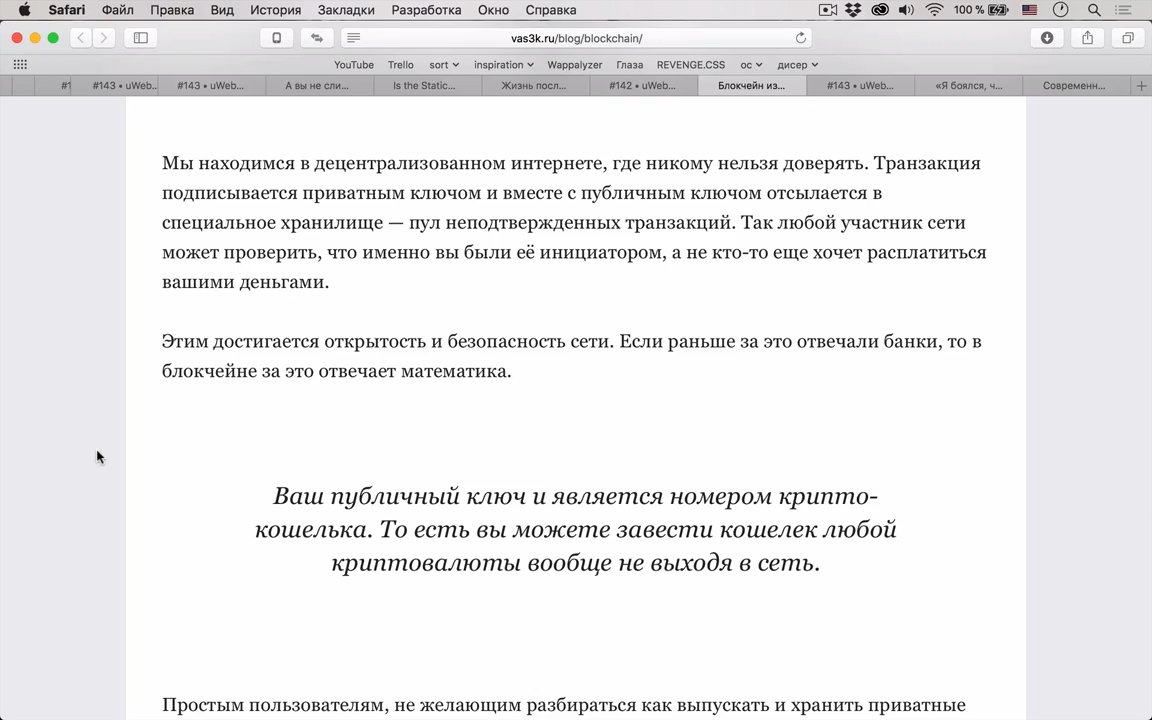 Safari Файл Правка Вид История Закладки Разработка Окно Справка 100 %
vas3k.ru/blog/blockchain/
YouTube Trello sort inspiration Wappalyzer Глаза REVENGE.CSS ос дисер
#1 #143 • uWeb... #143 • uWeb... А вы не сли... Is the Static... Жизнь посл... #142 • uWeb... Блокчейн из... #143 • uWeb... «Я боялся, ч... Современн...
Мы находимся в децентрализованном интернете, где никому нельзя доверять. Транзакция
подписывается приватным ключом и вместе с публичным ключом отсылается в
специальное хранилище — пул неподтвержденных транзакций. Так любой участник сети
может проверить, что именно вы были её инициатором, а не кто-то еще хочет расплатиться
вашими деньгами.
Этим достигается открытость и безопасность сети. Если раньше за это отвечали банки, то в
блокчейне за это отвечает математика.
Ваш публичный ключ и является номером крипто-
кошелька. То есть вы можете завести кошелек любой
криптовалюты вообще не выходя в сеть.
Простым пользователям, не желающим разбираться как выпускать и хранить приватные